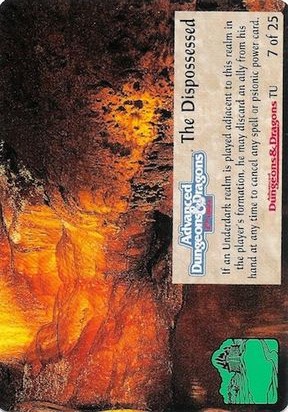 The Dispossessed
Advanced
Dungeons & Dragons
If an Underdark realm is played adjacent to this realm in
the player's formation, he may discard an ally from his
hand at any time to cancel any spell or psionic power card.
Dungeons & Dragons TU
7 of 25